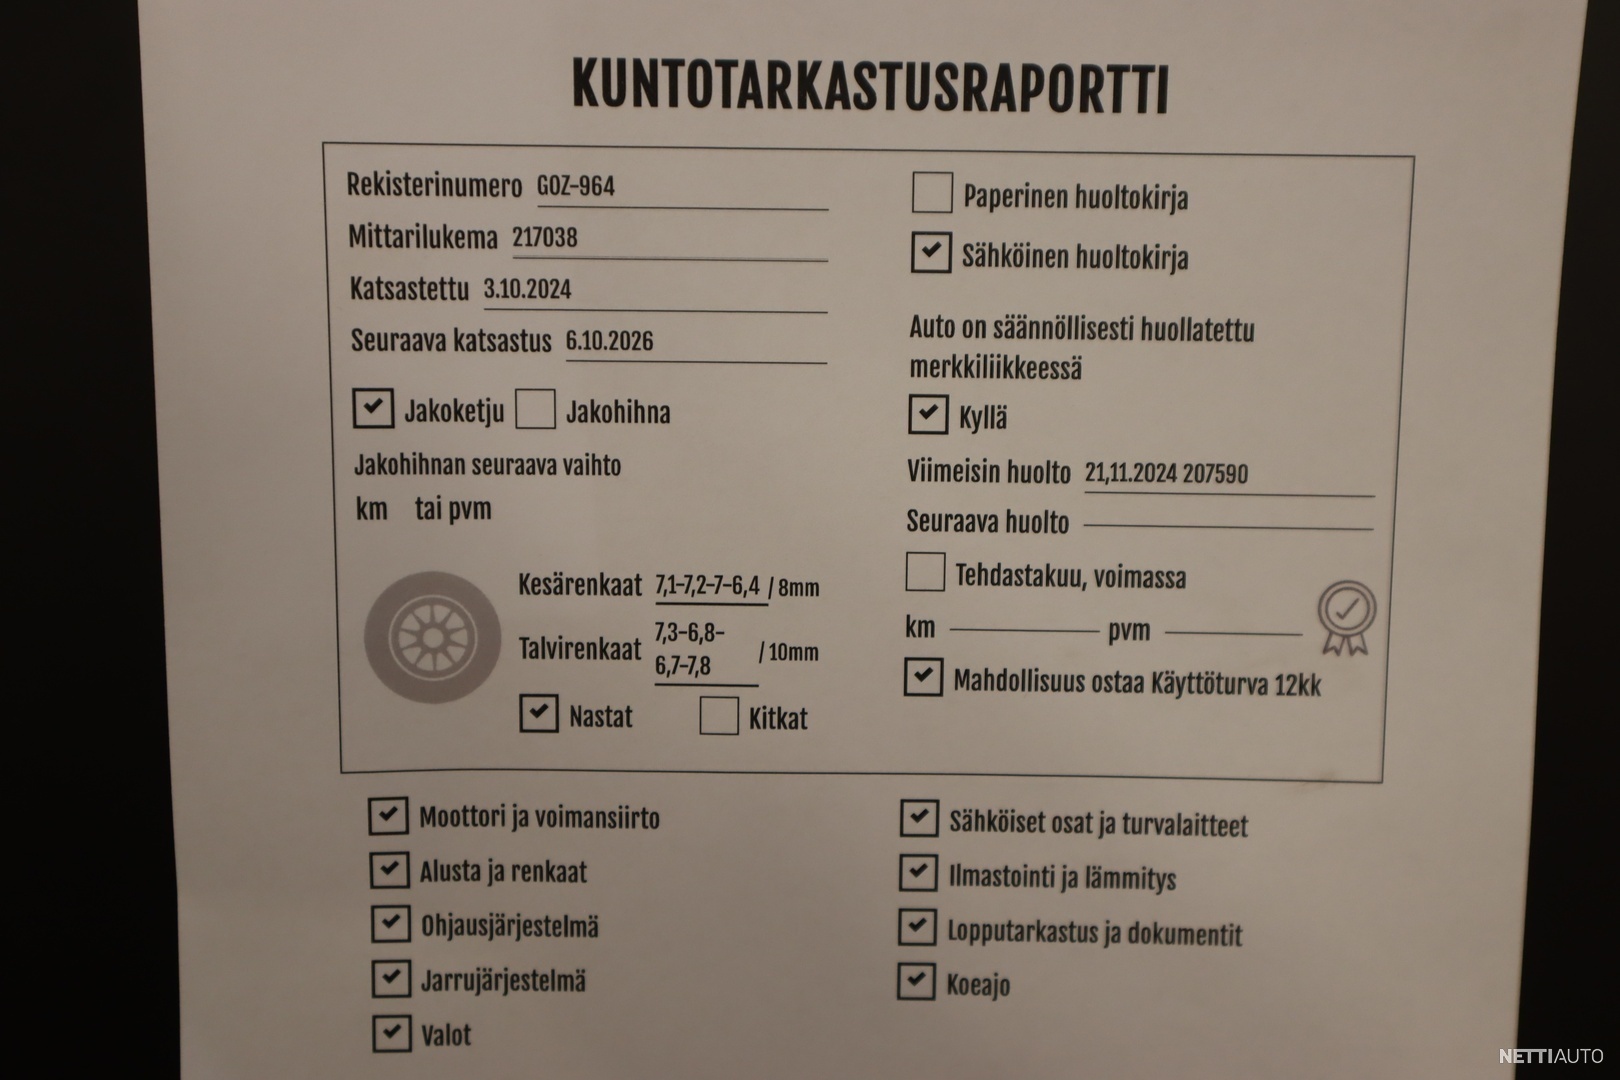 KUNTOTARKASTUSRAPORTTI
Rekisterinumero GOZ-964
Mittarilukema 217038
Katsastettu 3.10.2024
Seuraava katsastus 6.10.2026
Jakoketju Jakohihna
Jakohihnan seuraava vaihto
km tai pvm
Kesärenkaat 7,1-7,2-7-6,4 / 8mm
Talvirenkaat 7,3-6,8-
6,7-7,8 / 10mm
Nastat Kitkat
Paperinen huoltokirja
Sähköinen huoltokirja
Auto on säännöllisesti huollatettu
merkkiliikkeessä
Kyllä
Viimeisin huolto 21,11.2024 207590
Seuraava huolto
Tehdastakuu, voimassa
km pvm
Mahdollisuus ostaa Käyttöturva 12kk
Moottori ja voimansiirto
Alusta ja renkaat
Ohjausjärjestelmä
Jarrujärjestelmä
Valot
Sähköiset osat ja turvalaitteet
Ilmastointi ja lämmitys
Lopputarkastus ja dokumentit
Koeajo
NETTIAUTO